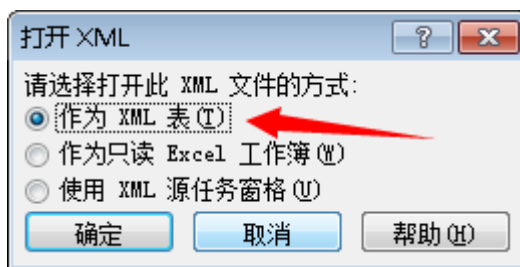 打开 XML
?
请选择打开此 XML 文件的方式:
作为 XML 表(T)
作为只读 Excel 工作簿(W)
使用 XML 源任务窗格(U)
确定 取消 帮助(H)